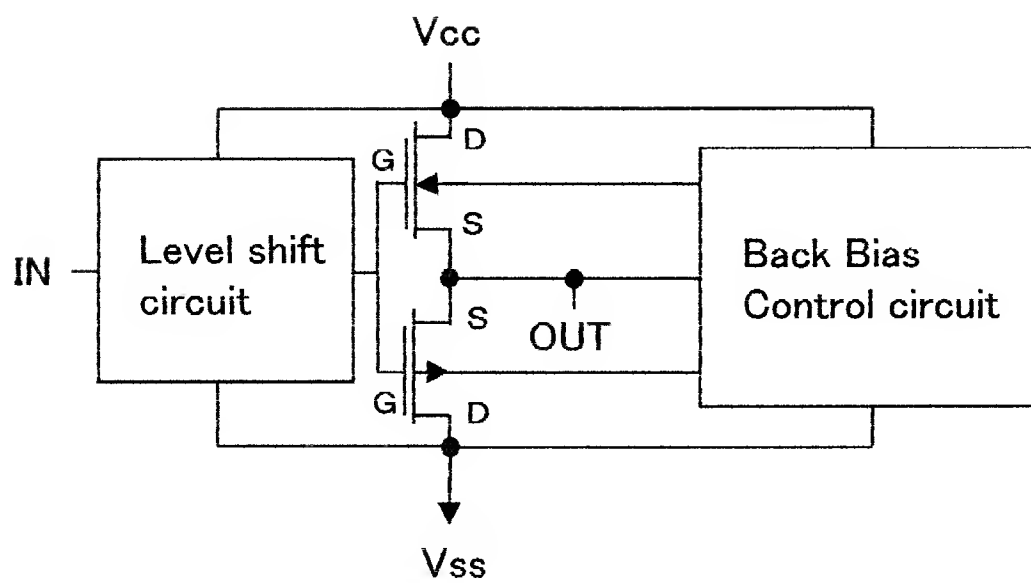 Vcc
D
G
S
Level shift
circuit
IN
Back Bias
Control circuit
S
OUT
G
D
Vss